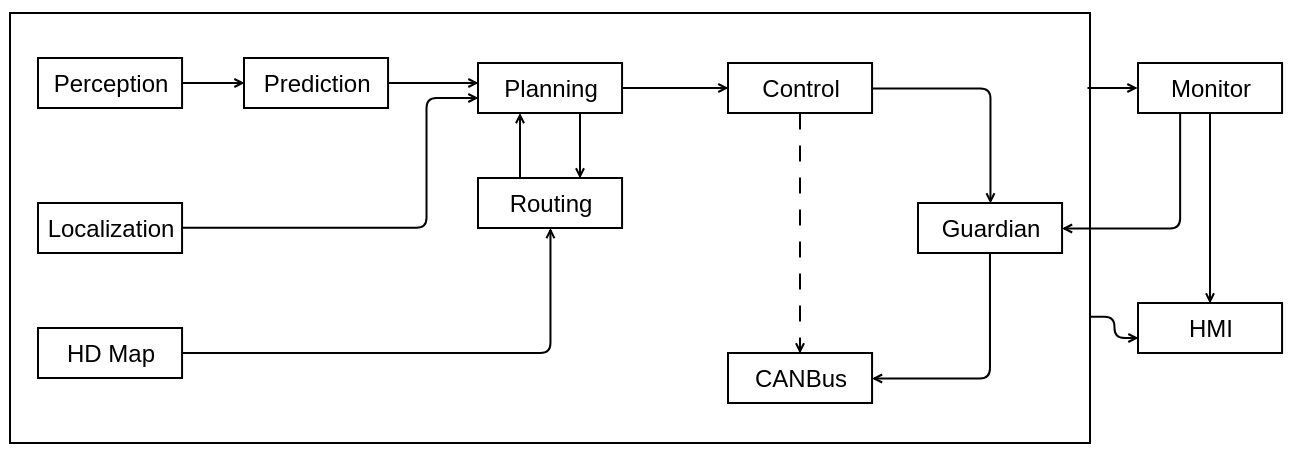 Perception
Prediction
Planning
Control
Monitor
Localization
Routing
Guardian
HD Map
CANBus
HMI